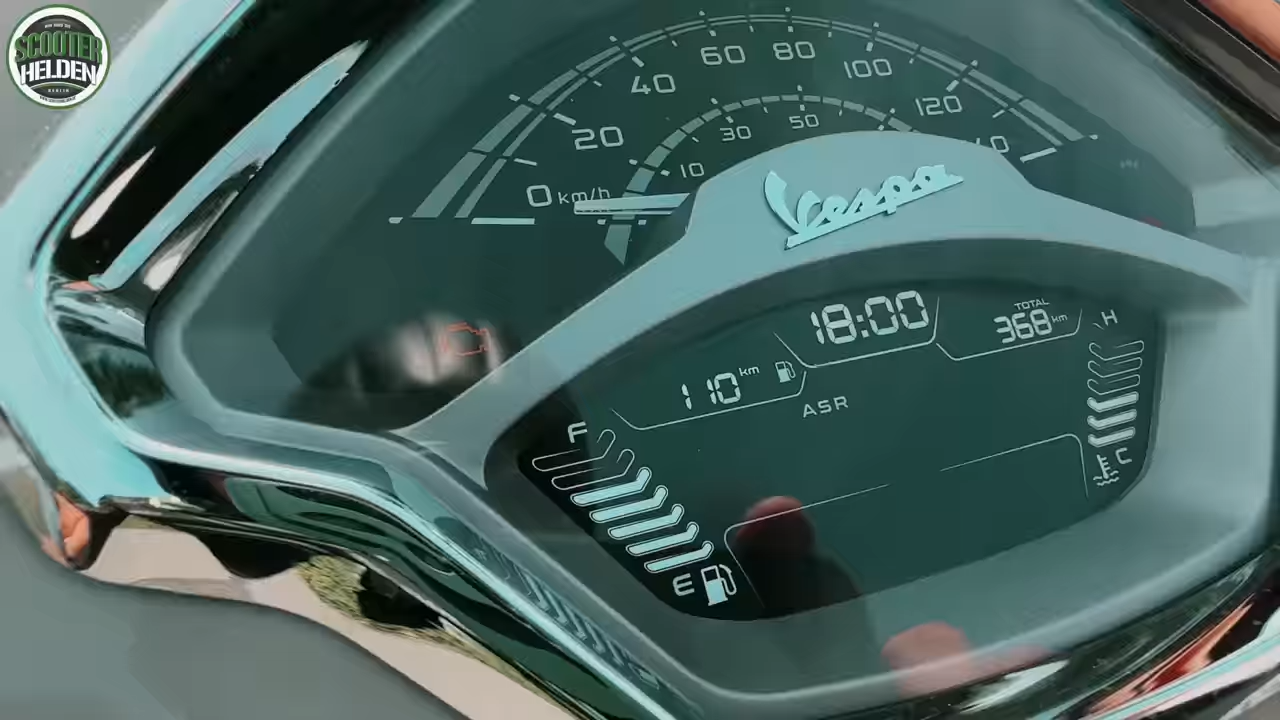 SCOOTER
HELDEN
BERLIN
0 km/h
20
40
60
80
100
120
10
30
50
Vespa
18:00
TOTAL
368 km
110 km
ASR
H
C
F
E